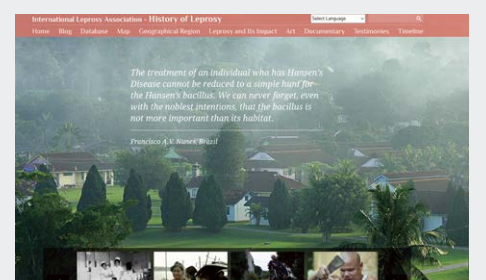 International Leprosy Association - History of Leprosy
Select Language
Home Blog Database Map Geographical Region Leprosy and Its Impact Art Documentary Testimonies Timeline
The treatment of an individual who has Hansen's
Disease cannot be reduced to a simple hunt for
the Hansen's bacillus. We can never forget, even
with the noblest intentions, that the bacillus is
not more important than its habitat.
Francisco A.V. Nunes, Brazil